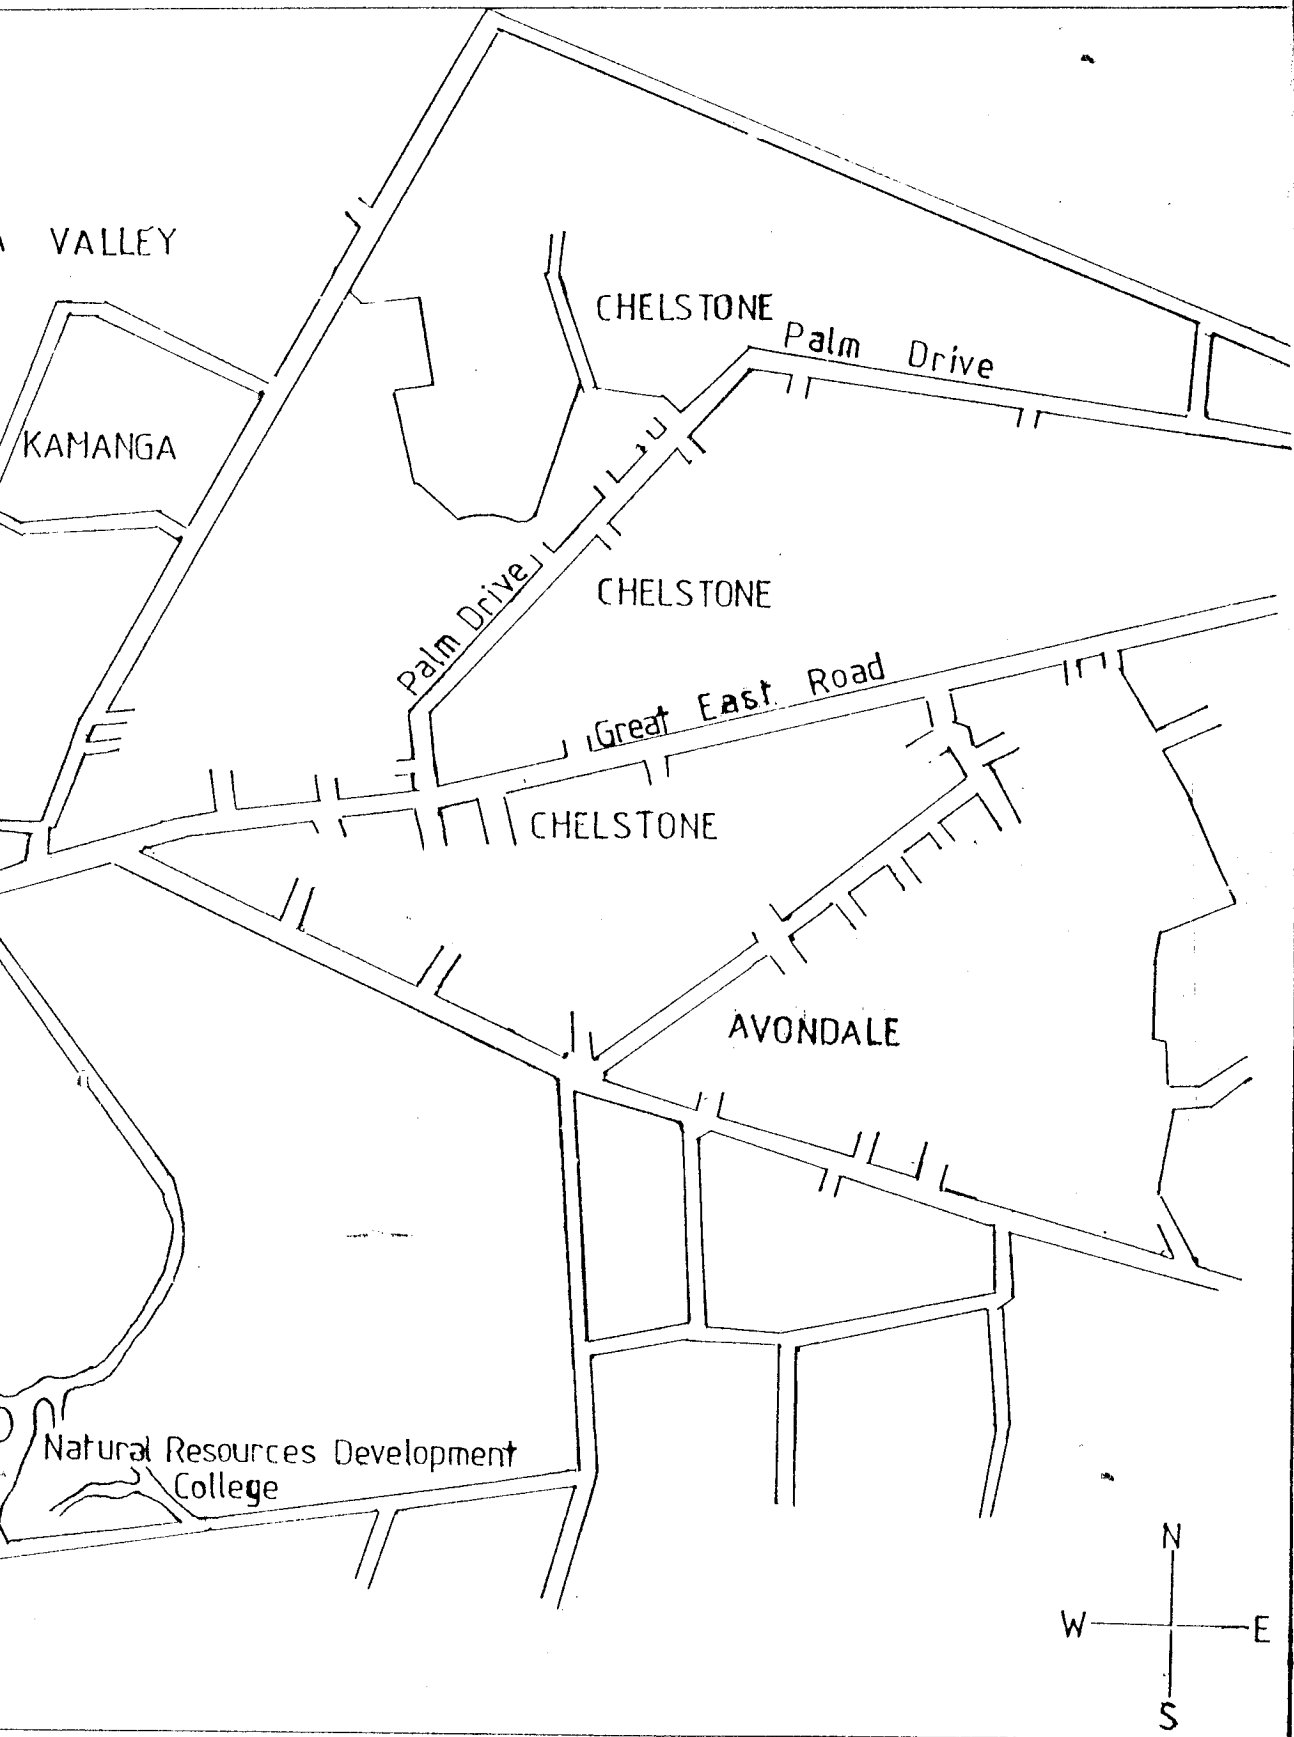 VALLEY
CHELSTONE
Palm Drive
KAMANGA
Palm Drive
CHELSTONE
Great East Road
CHELSTONE
AVONDALE
Natural Resources Development
College
N
W E
S